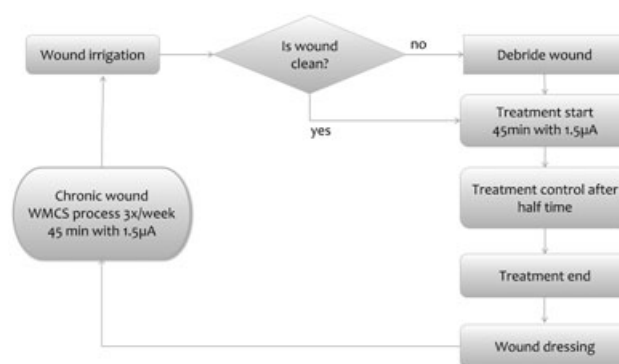 Wound irrigation
Is wound
clean?
no
Debride wound
yes
Treatment start
45min with 1.5µA
Treatment control after
half time
Treatment end
Wound dressing
Chronic wound
WMCS process 3x/week
45 min with 1.5µA